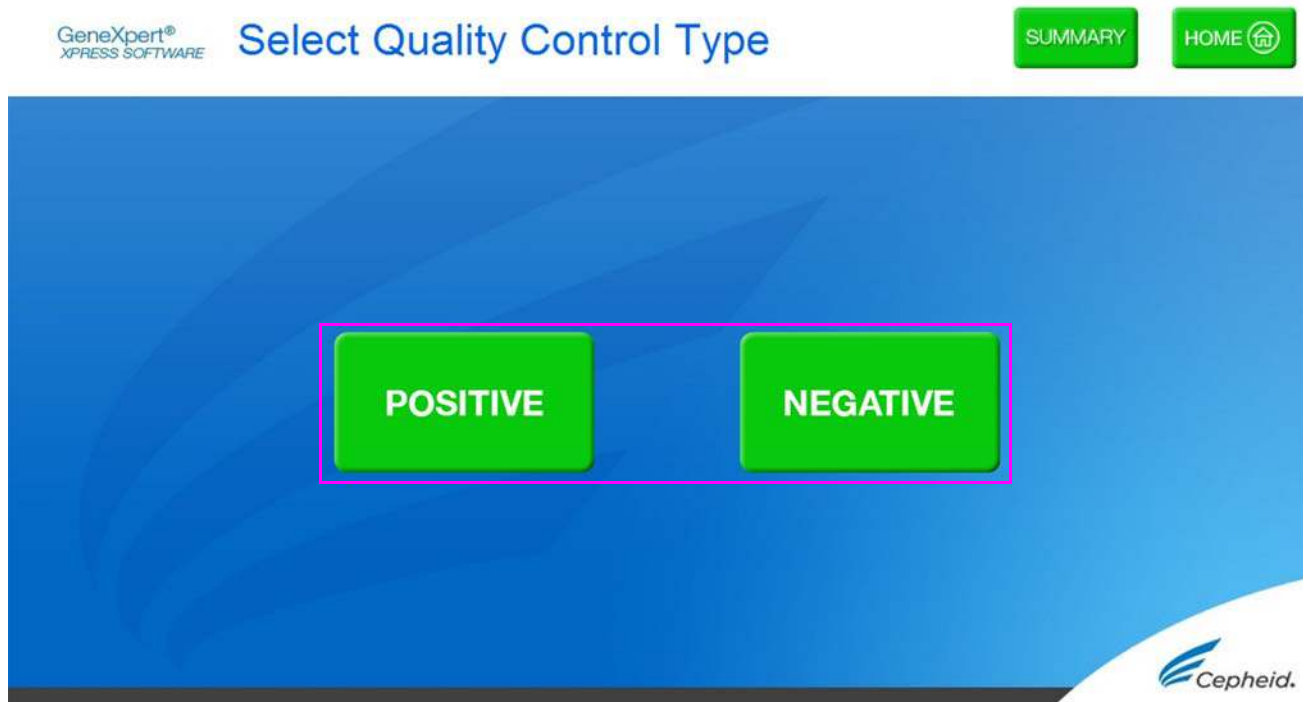 GeneXpert®
XPRESS SOFTWARE
Select Quality Control Type
SUMMARY
HOME
POSITIVE
NEGATIVE
Cepheid.